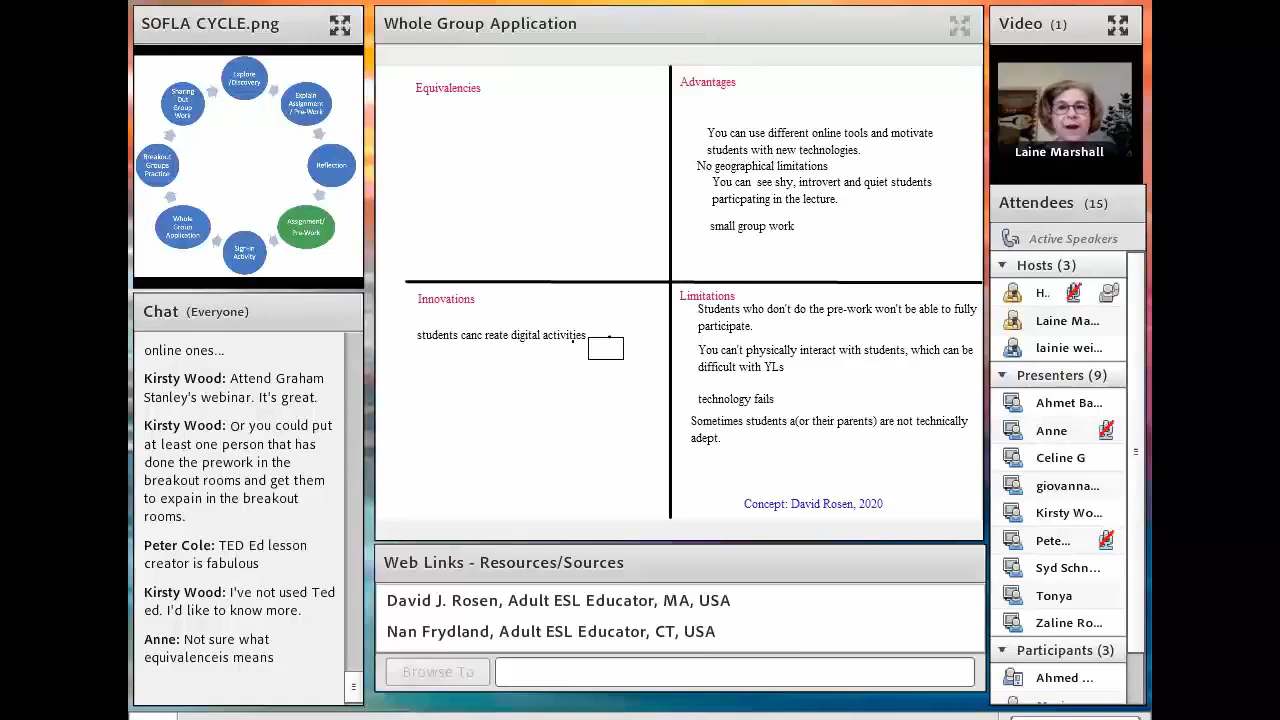 SOFLA CYCLE.png
Explore
/Discovery
Explain
Assignment
/ Pre-Work
Reflection
Assignment/
Pre-Work
Sign-in
Activity
Whole
Group
Application
Breakout
Groups
Practice
Sharing
Out
Group
Work
Chat (Everyone)
online ones...
Kirsty Wood: Attend Graham
Stanley's webinar. It's great.
Kirsty Wood: Or you could put
at least one person that has
done the prework in the
breakout rooms and get them
to expain in the breakout
rooms.
Peter Cole: TED Ed lesson
creator is fabulous
Kirsty Wood: I've not used Ted
ed. I'd like to know more.
Anne: Not sure what
equivalenceis means
Whole Group Application
Equivalencies
Advantages
You can use different online tools and motivate
students with new technologies.
No geographical limitations
You can see shy, introvert and quiet students
particpating in the lecture.
small group work
Innovations
students canc reate digital activities
Limitations
Students who don't do the pre-work won't be able to fully
participate.
You can't physically interact with students, which can be
difficult with YLs
technology fails
Sometimes students a(or their parents) are not technically
adept.
Concept: David Rosen, 2020
Web Links - Resources/Sources
David J. Rosen, Adult ESL Educator, MA, USA
Nan Frydland, Adult ESL Educator, CT, USA
Browse To
Video (1)
Laine Marshall
Attendees (15)
Active Speakers
Hosts (3)
H..
Laine Ma...
lainie wei...
Presenters (9)
Ahmet Ba...
Anne
Celine G
giovanna...
Kirsty Wo...
Pete...
Syd Schn...
Tonya
Zaline Ro...
Participants (3)
Ahmed ...